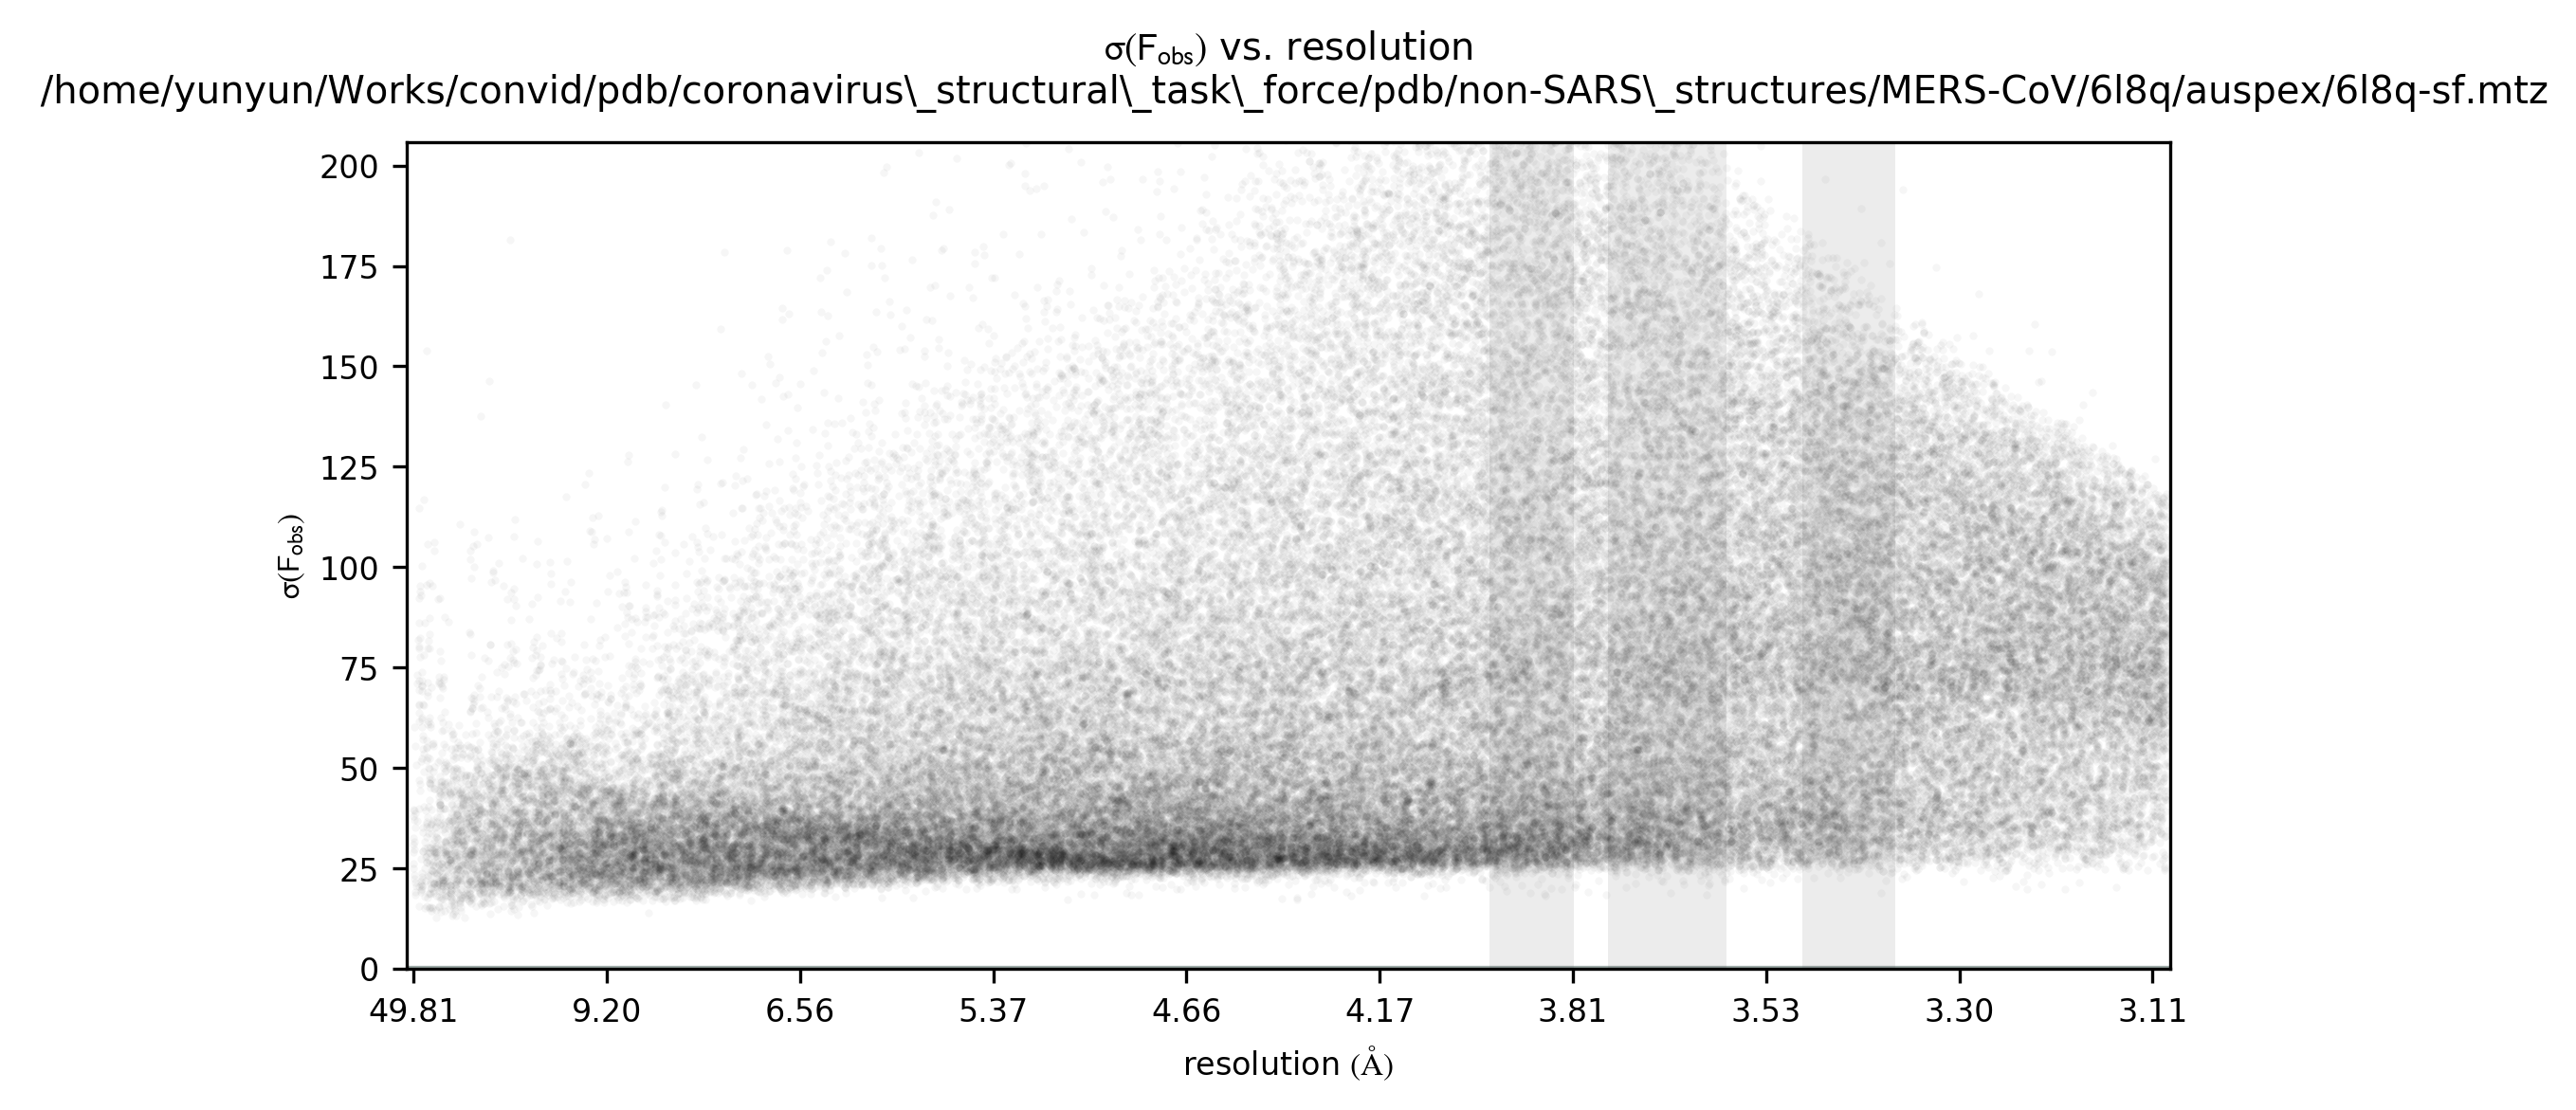 σ(Fobs) vs. resolution
/home/yunyun/Works/convid/pdb/coronavirus\_structural\_task\_force/pdb/non-SARS\_structures/MERS-CoV/6l8q/auspex/6l8q-sf.mtz
200
175
150
125
100
75
50
25
0
σ(Fobs)
49.81 9.20 6.56 5.37 4.66 4.17 3.81 3.53 3.30 3.11
resolution (Å)